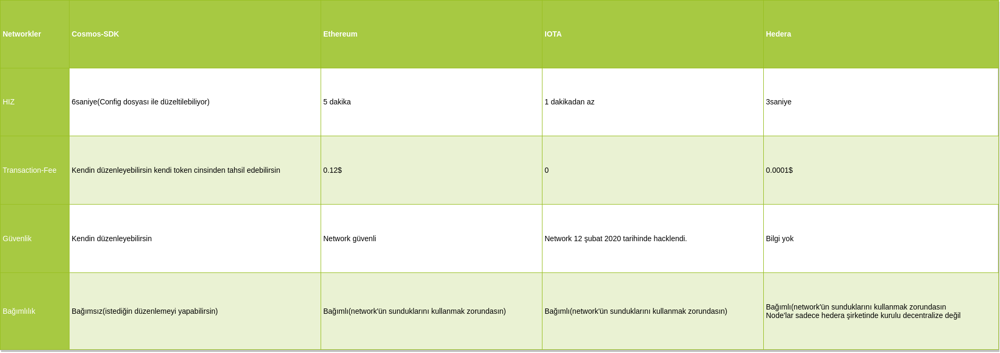 Networkler
Cosmos-SDK
Ethereum
IOTA
Hedera
HIZ
6saniye(Config dosyası ile düzeltilebiliyor)
5 dakika
1 dakikadan az
3saniye
Transaction-Fee
Kendin düzenleyebilirsin kendi token cinsinden tahsil edebilirsin
0.12$
0
0.0001$
Güvenlik
Kendin düzenleyebilirsin
Network güvenli
Network 12 şubat 2020 tarihinde hacklendi.
Bilgi yok
Bağımlılık
Bağımsız(istediğin düzenlemeyi yapabilirsin)
Bağımlı(network'ün sunduklarını kullanmak zorundasın)
Bağımlı(network'ün sunduklarını kullanmak zorundasın)
Bağımlı(network'ün sunduklarını kullanmak zorundasın
Node'lar sadece hedera şirketinde kurulu decentralize değil